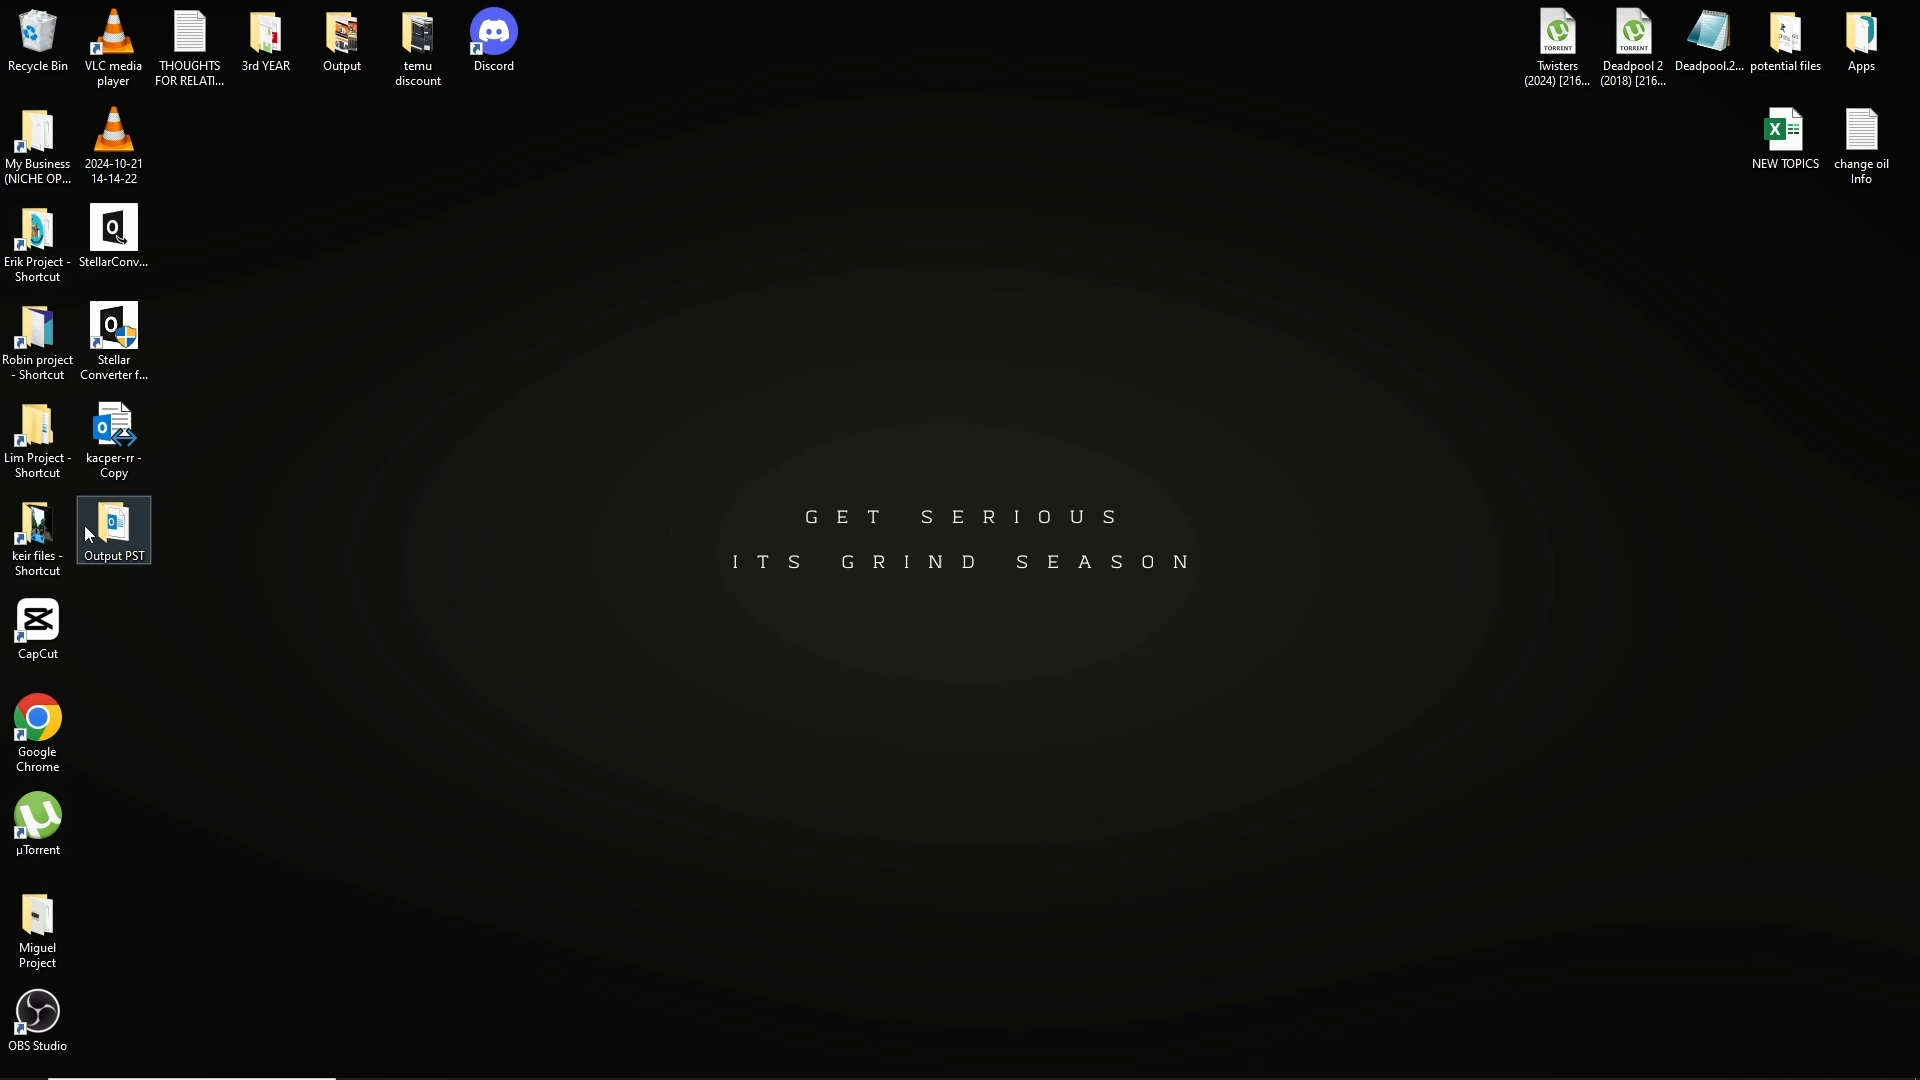 Recycle Bin
VLC media
player
THOUGHTS
FOR RELATI...
3rd YEAR
Output
temu
discount
Discord
Twisters
(2024) [216...
Deadpool 2
(2018) [216...
Deadpool.2...
potential files
Apps
TORRENT
TORRENT
My Business
(NICHE OP...
2024-10-21
14-14-22
NEW TOPICS
change oil
Info
Erik Project -
Shortcut
StellarConv...
Robin project
- Shortcut
Stellar
Converter f...
Lim Project -
Shortcut
kacper-rr -
Copy
keir files -
Shortcut
Output PST
GET SERIOUS
ITS GRIND SEASON
CapCut
Google
Chrome
µTorrent
Miguel
Project
OBS Studio